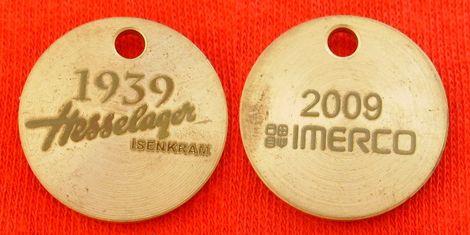 1939
Hesselager
ISENKRAM
2009
IMERCO